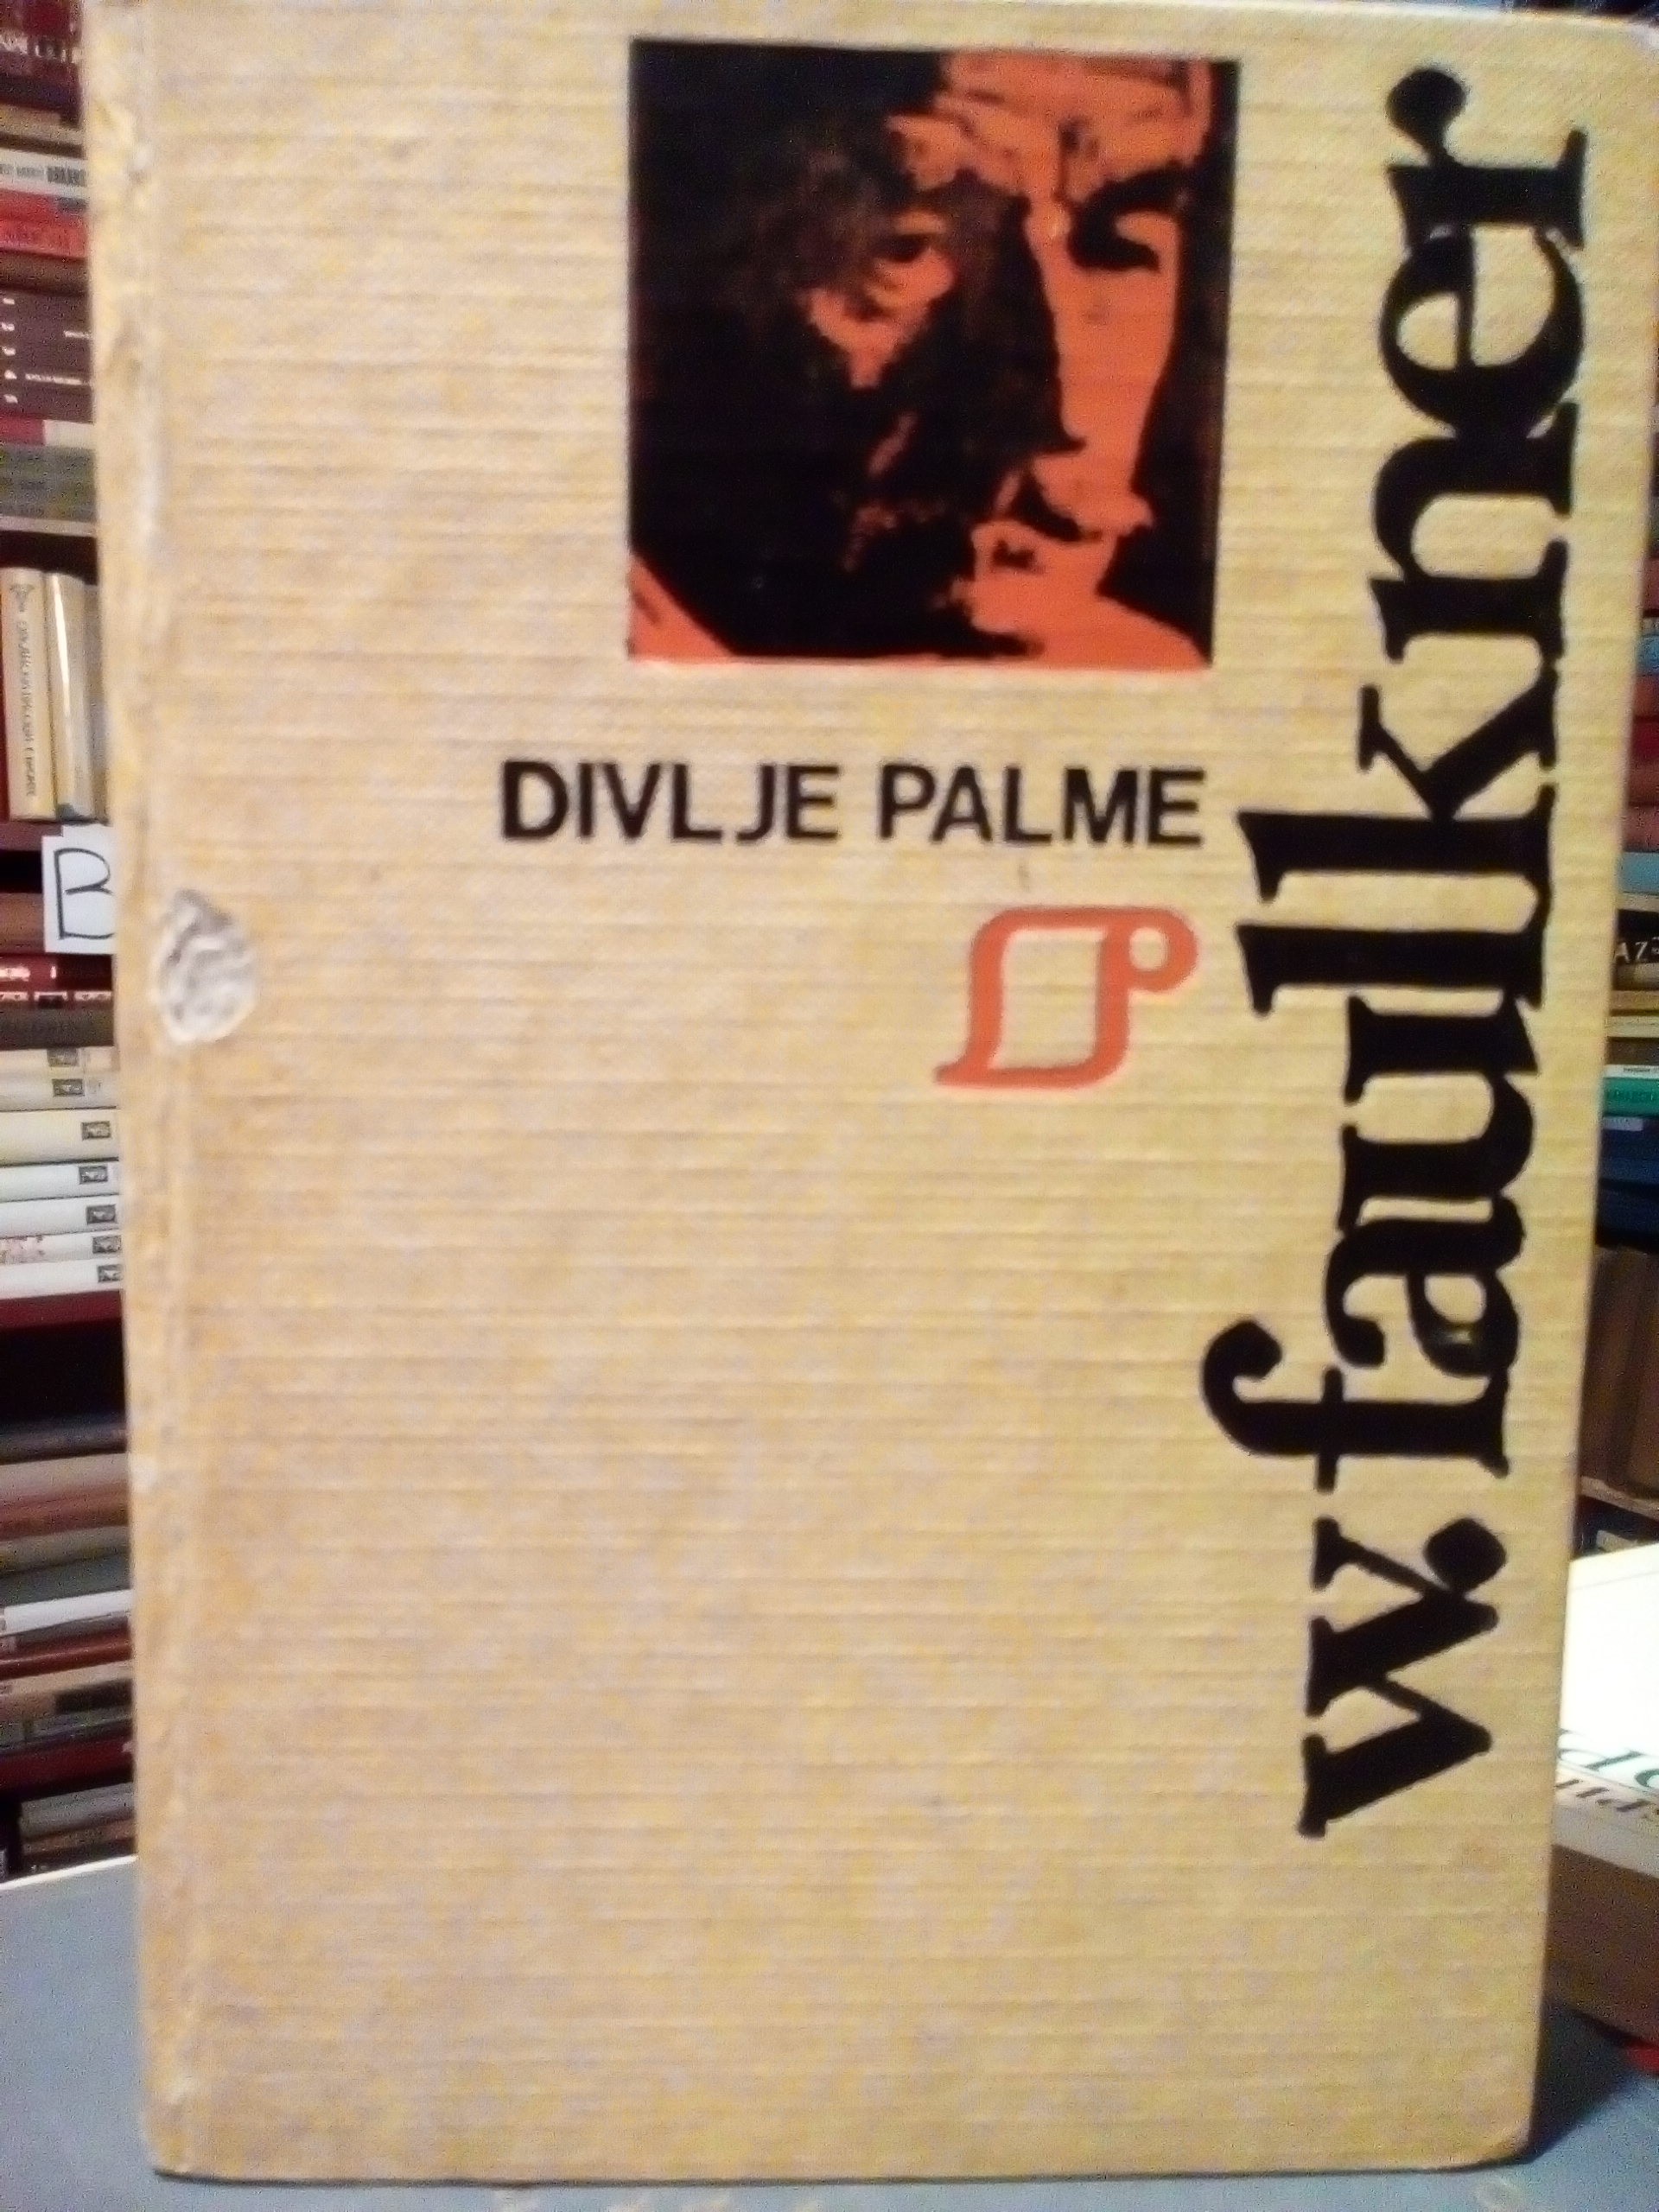 DIVLJE PALME
w. faulkner
B